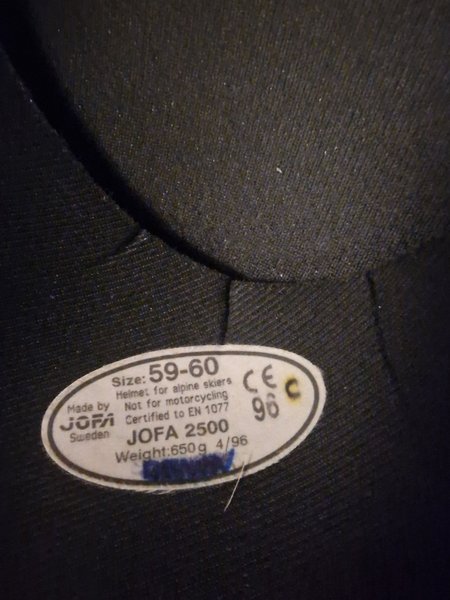 Size: 59-60
Helmet for alpine skiers
Not for motorcycling
Certified to EN 1077
Made by
JOFA
Sweden
JOFA 2500
Weight:650g 4/96
CE
96
C